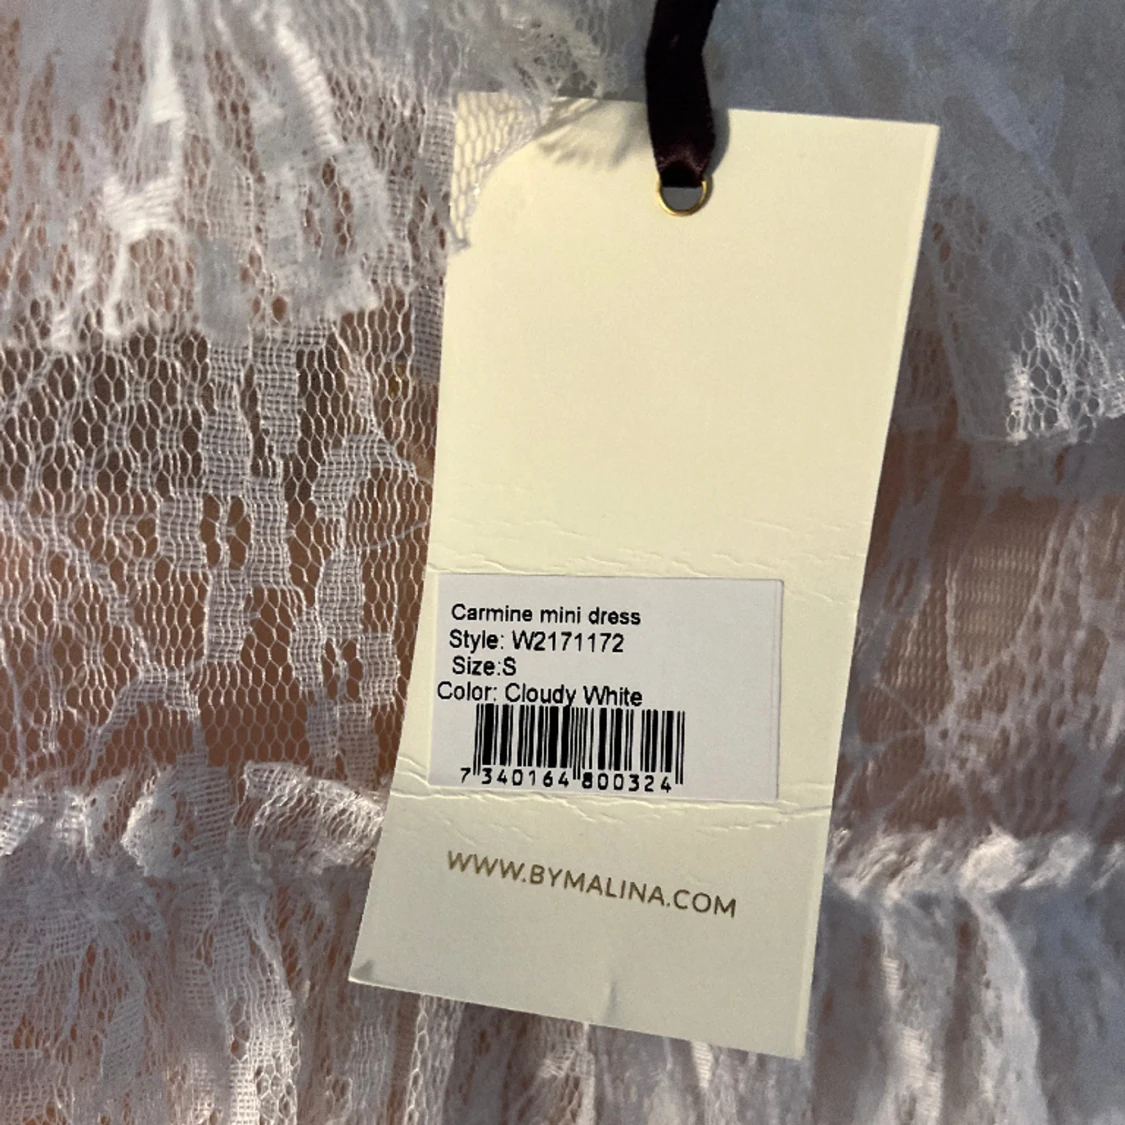 Carmine mini dress
Style: W2171172
Size:S
Color: Cloudy White
7 340164 800324
WWW.BYMALINA.COM